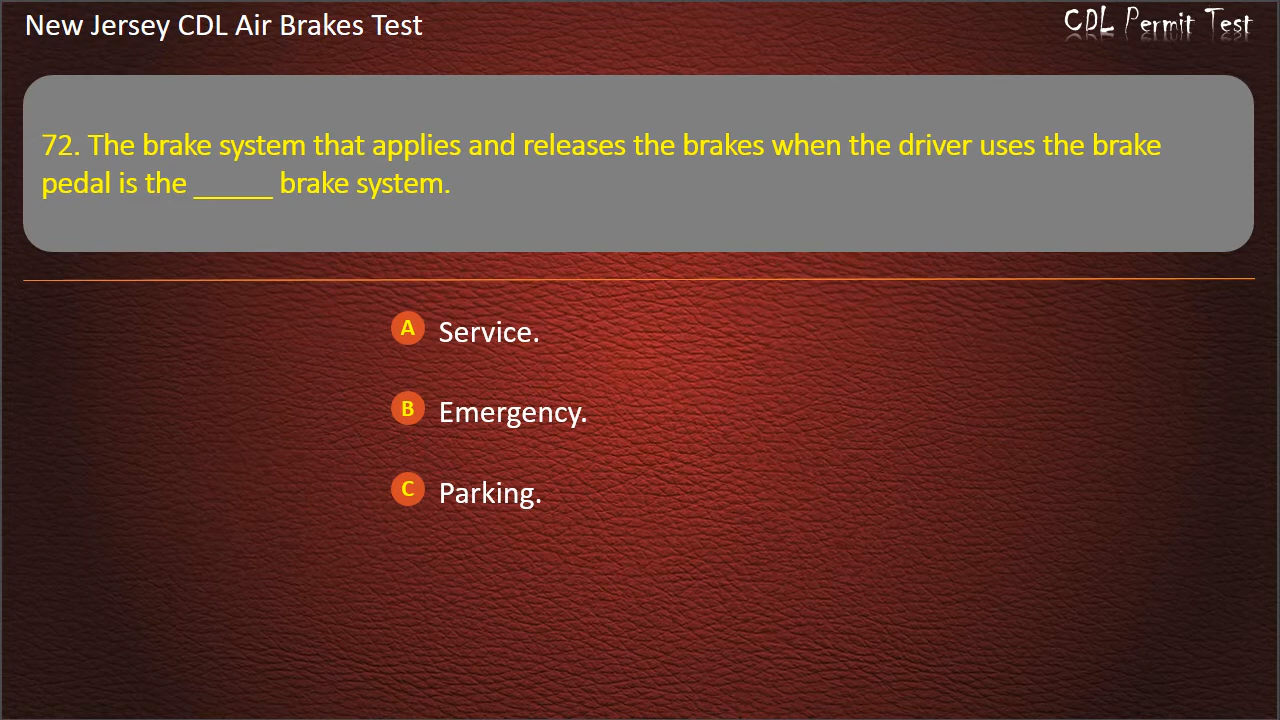 New Jersey CDL Air Brakes Test
CDL Permit Test
72. The brake system that applies and releases the brakes when the driver uses the brake
pedal is the _____ brake system.
A Service.
B Emergency.
C Parking.